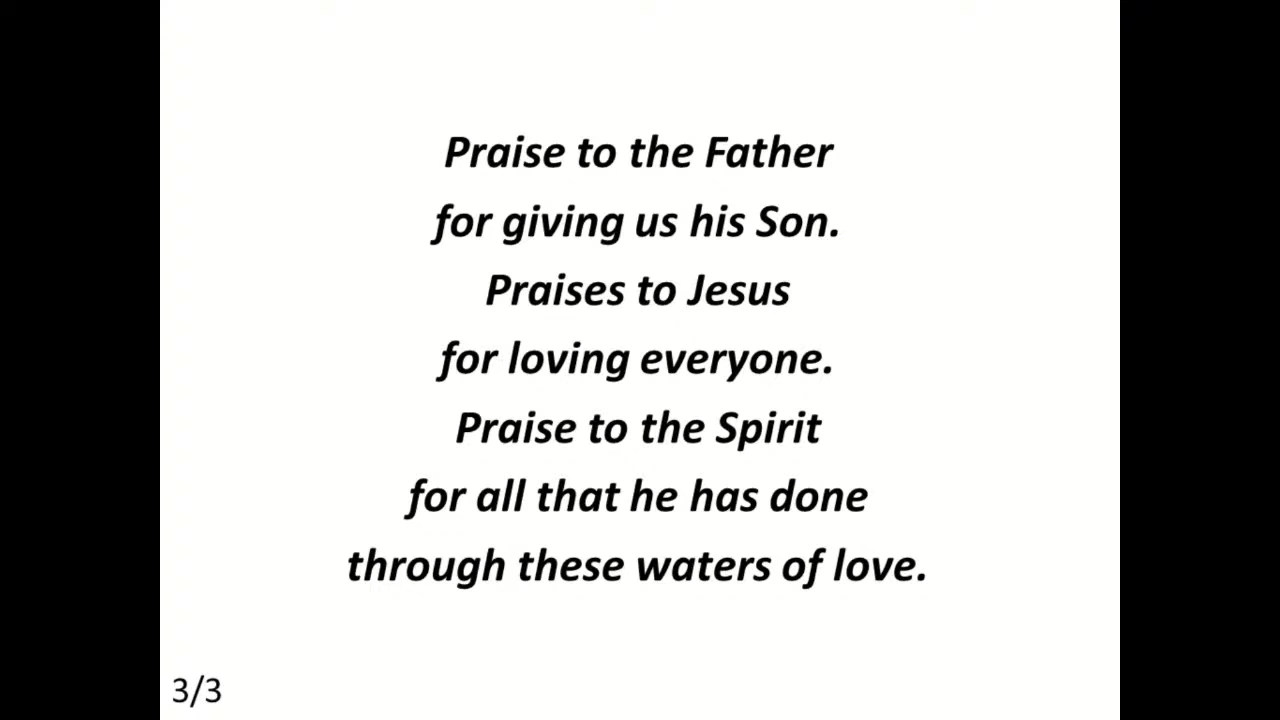 Praise to the Father
for giving us his Son.
Praises to Jesus
for loving everyone.
Praise to the Spirit
for all that he has done
through these waters of love.
3/3